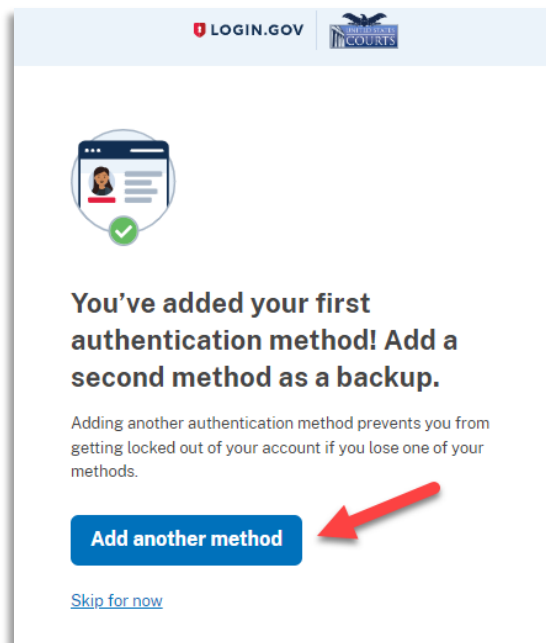 LOGIN.GOV
UNITED STATES
COURTS
You’ve added your first
authentication method! Add a
second method as a backup.
Adding another authentication method prevents you from
getting locked out of your account if you lose one of your
methods.
Add another method
Skip for now